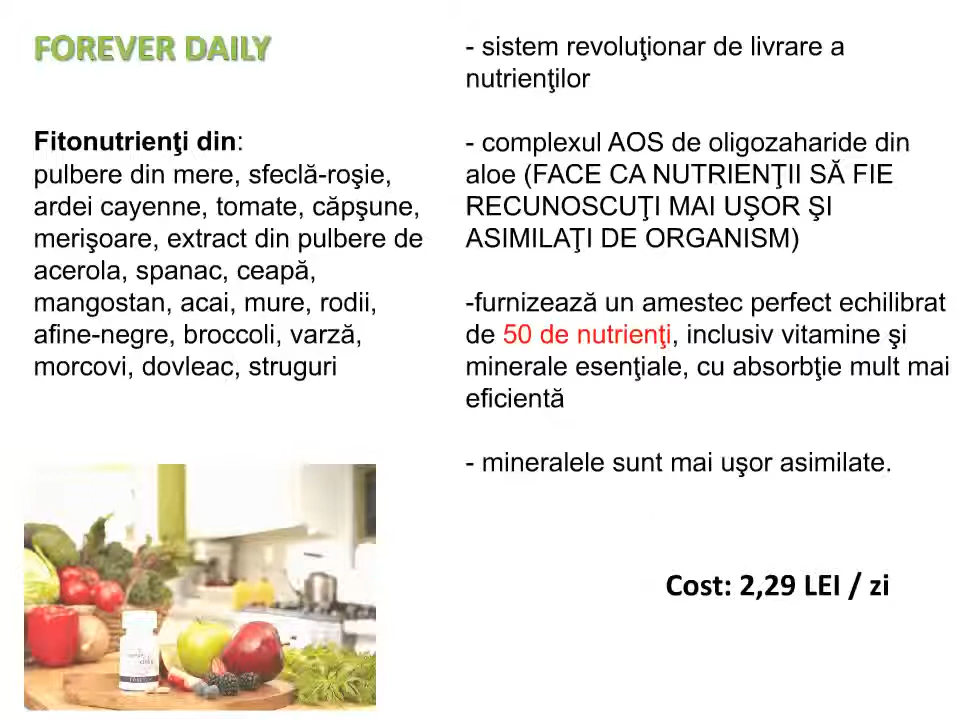 FOREVER DAILY
Fitonutrienţi din:
pulbere din mere, sfeclă-roşie,
ardei cayenne, tomate, căpşune,
merişoare, extract din pulbere de
acerola, spanac, ceapă,
mangostan, acai, mure, rodii,
afine-negre, broccoli, varză,
morcovi, dovleac, struguri
- sistem revoluţionar de livrare a
nutrienţilor
- complexul AOS de oligozaharide din
aloe (FACE CA NUTRIENŢII SĂ FIE
RECUNOSCUŢI MAI UŞOR ŞI
ASIMILAŢI DE ORGANISM)
-furnizează un amestec perfect echilibrat
de 50 de nutrienţi, inclusiv vitamine şi
minerale esenţiale, cu absorbţie mult mai
eficientă
- mineralele sunt mai uşor asimilate.
Cost: 2,29 LEI / zi